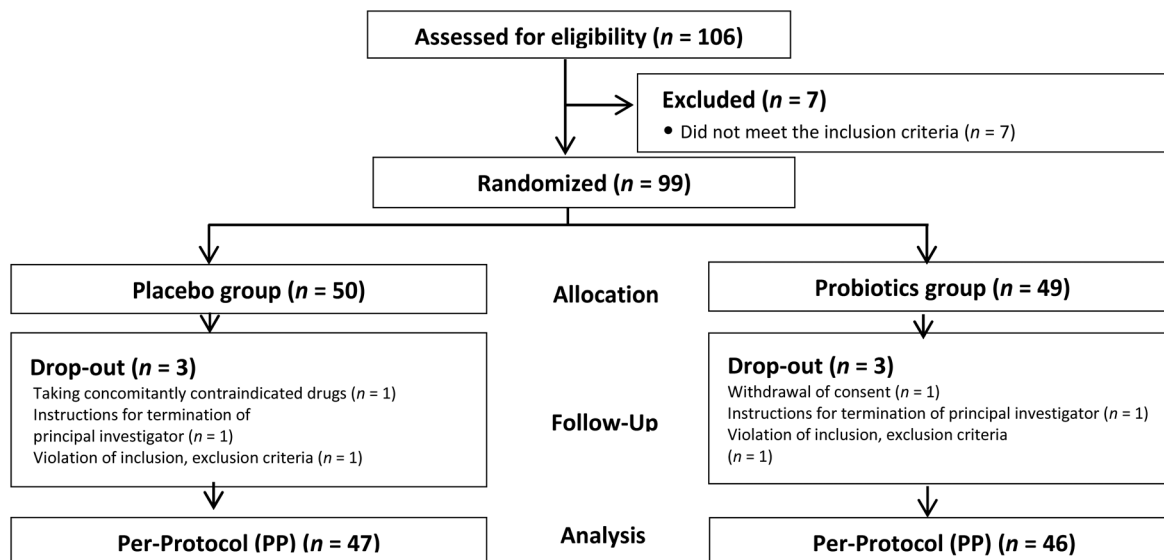 Assessed for eligibility (n = 106)
Excluded (n = 7)
• Did not meet the inclusion criteria (n = 7)
Randomized (n = 99)
Placebo group (n = 50)
Allocation
Probiotics group (n = 49)
Drop-out (n = 3)
Taking concomitantly contraindicated drugs (n = 1)
Instructions for termination of
principal investigator (n = 1)
Violation of inclusion, exclusion criteria (n = 1)
Follow-Up
Drop-out (n = 3)
Withdrawal of consent (n = 1)
Instructions for termination of principal investigator (n = 1)
Violation of inclusion, exclusion criteria
(n = 1)
Per-Protocol (PP) (n = 47)
Analysis
Per-Protocol (PP) (n = 46)